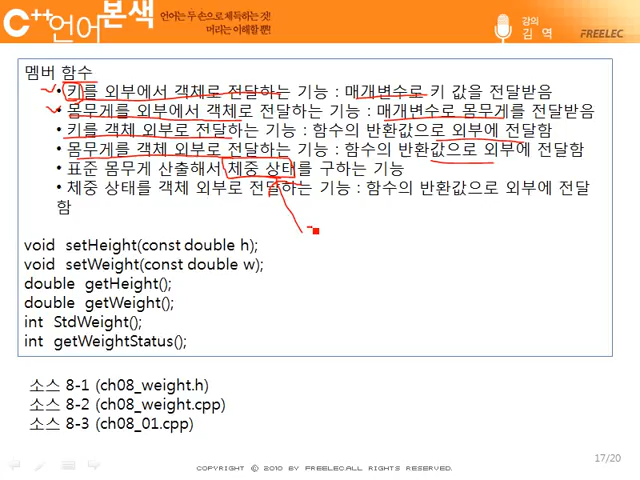 C++언어 본색
언어는 두 손으로 체득하는 것!
머리는 이해할 뿐!
강의
김 역
FREELEC
멤버 함수
• 키를 외부에서 객체로 전달하는 기능 : 매개변수로 키 값을 전달받음
• 몸무게를 외부에서 객체로 전달하는 기능 : 매개변수로 몸무게를 전달받음
• 키를 객체 외부로 전달하는 기능 : 함수의 반환값으로 외부에 전달함
• 몸무게를 객체 외부로 전달하는 기능 : 함수의 반환값으로 외부에 전달함
• 표준 몸무게 산출해서 체중 상태를 구하는 기능
• 체중 상태를 객체 외부로 전달하는 기능 : 함수의 반환값으로 외부에 전달
함
void setHeight(const double h);
void setWeight(const double w);
double getHeight();
double getWeight();
int StdWeight();
int getWeightStatus();
소스 8-1 (ch08_weight.h)
소스 8-2 (ch08_weight.cpp)
소스 8-3 (ch08_01.cpp)
17/20
COPYRIGHT © 2010 BY FREELEC.ALL RIGHTS RESERVED.